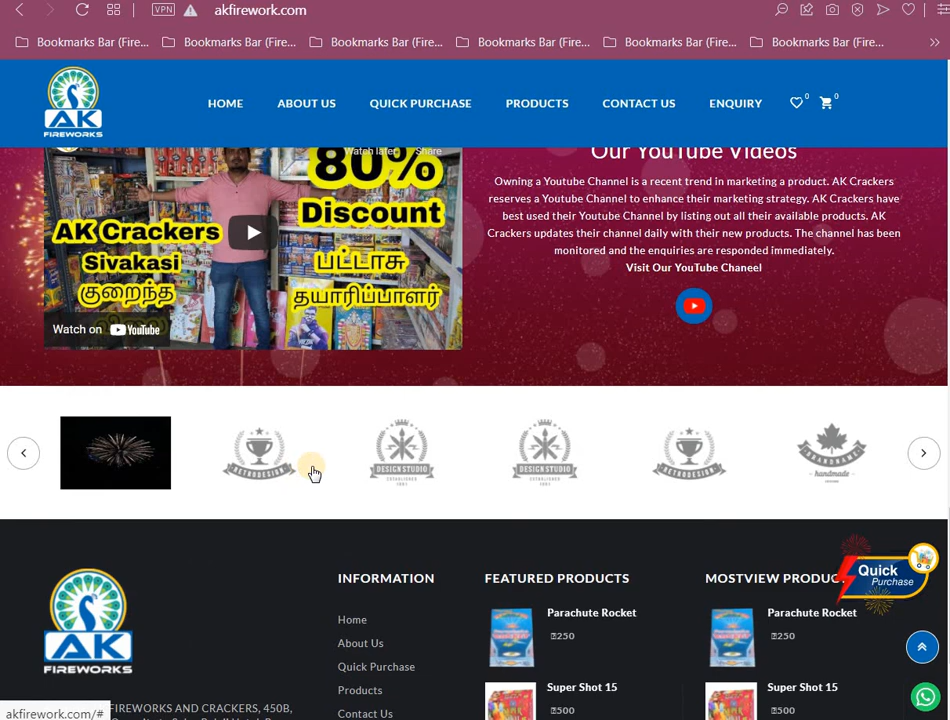 VPN
akfirework.com
Bookmarks Bar (Fire...
Bookmarks Bar (Fire...
Bookmarks Bar (Fire...
Bookmarks Bar (Fire...
Bookmarks Bar (Fire...
Bookmarks Bar (Fire...
AK
FIREWORKS
HOME
ABOUT US
QUICK PURCHASE
PRODUCTS
CONTACT US
ENQUIRY
0
0
Watch later
Share
80%
Discount
AK Crackers
Sivakasi
குறைந்த
பட்டாசு
தயாரிப்பாளர்
Watch on YouTube
Our YouTube Videos
Owning a Youtube Channel is a recent trend in marketing a product. AK Crackers
reserves a Youtube Channel to enhance their marketing strategy. AK Crackers have
best used their Youtube Channel by listing out all their available products. AK
Crackers updates their channel daily with their new products. The channel has been
monitored and the enquiries are responded immediately.
Visit Our YouTube Chaneel
RETRODESIGN
DESIGN STUDIO
DESIGN STUDIO
RETRODESIGN
BRANDNAME
handmade
AK
FIREWORKS
FIREWORKS AND CRACKERS, 450B,
INFORMATION
Home
About Us
Quick Purchase
Products
Contact Us
FEATURED PRODUCTS
Parachute Rocket
250
Super Shot 15
500
MOSTVIEW PRODUC
Parachute Rocket
250
Super Shot 15
500
Quick
Purchase
akfirework.com/#